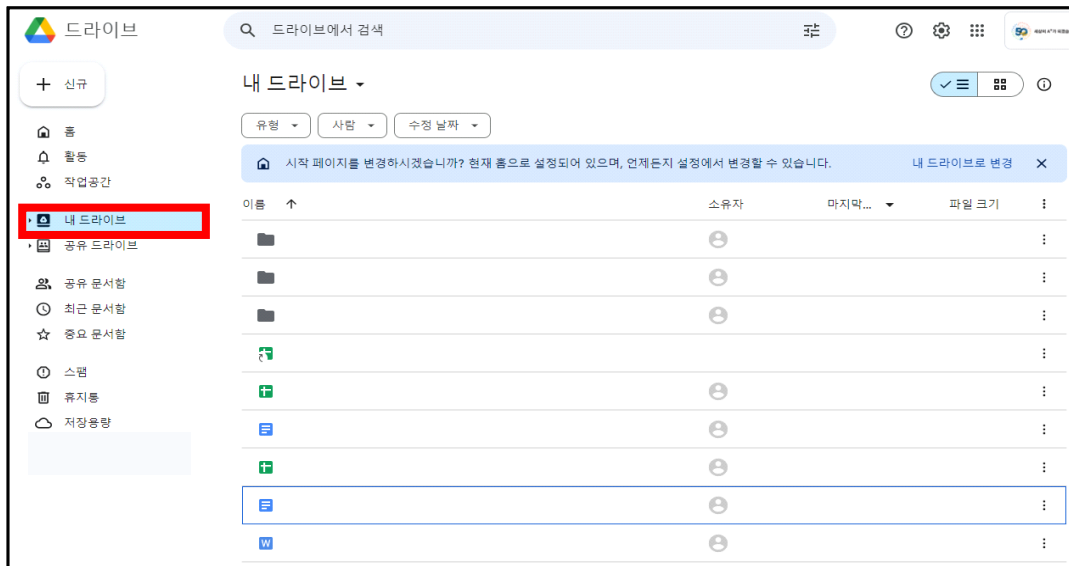 드라이브
드라이브에서 검색
신규
내 드라이브
유형
사람
수정 날짜
홈
활동
작업공간
시작 페이지를 변경하시겠습니까? 현재 홈으로 설정되어 있으며, 언제든지 설정에서 변경할 수 있습니다.
내 드라이브로 변경
내 드라이브
공유 드라이브
공유 문서함
최근 문서함
중요 문서함
스팸
휴지통
저장용량
이름
소유자
마지막...
파일 크기
W